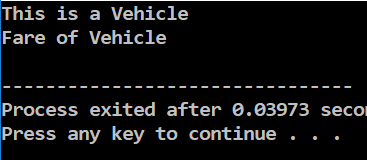 This is a Vehicle
Fare of Vehicle
--------------------------------
Process exited after 0.03973
Press any key to continue . . .